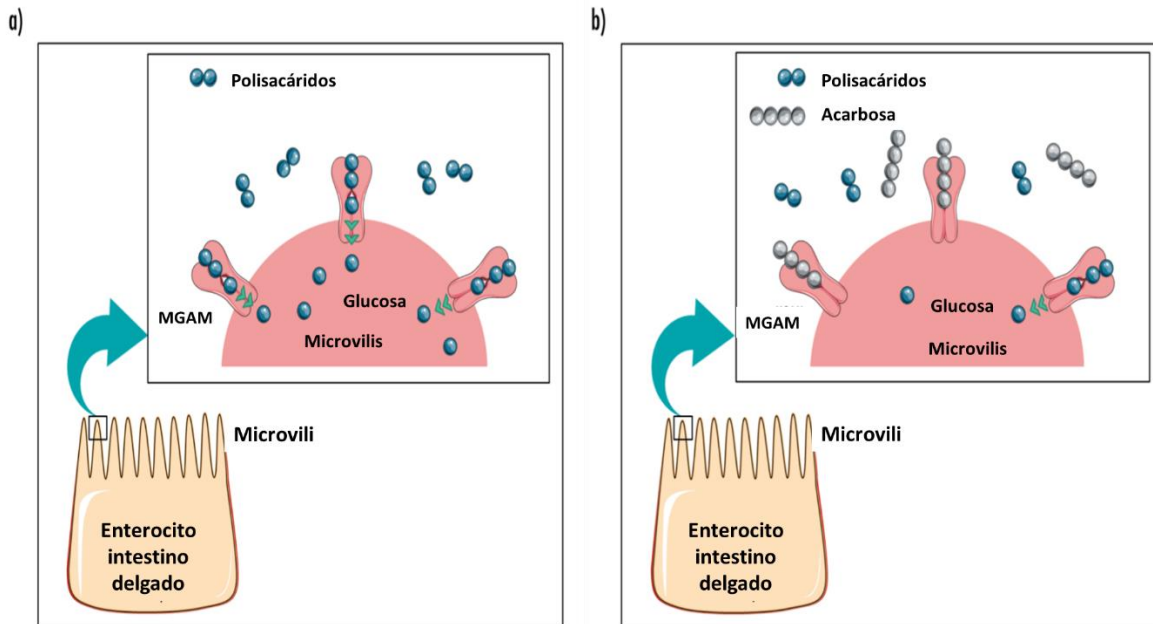 a)
Polisacáridos
Glucosa
MGAM
Microvilis
Microvili
Enterocito
intestino
delgado
b)
Polisacáridos
Acarbosa
Glucosa
MGAM
Microvilis
Microvili
Enterocito
intestino
delgado